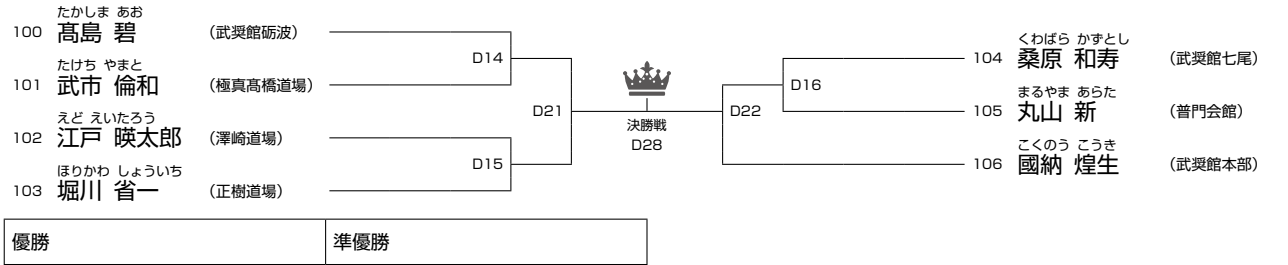 たかしま あお
100 髙島 碧 (武奨館砺波)
D14
たけち やまと
101 武市 倫和 (極真髙橋道場)
D21
えど えいたろう
102 江戸 暎太郎 (澤崎道場)
D15
ほりかわ しょういち
103 堀川 省一 (正樹道場)
決勝戦
D28
くわばら かずとし
104 桑原 和寿 (武奨館七尾)
D16
まるやま あらた
105 丸山 新 (普門会館)
D22
こくのう こうき
106 國納 煌生 (武奨館本部)
優勝
準優勝